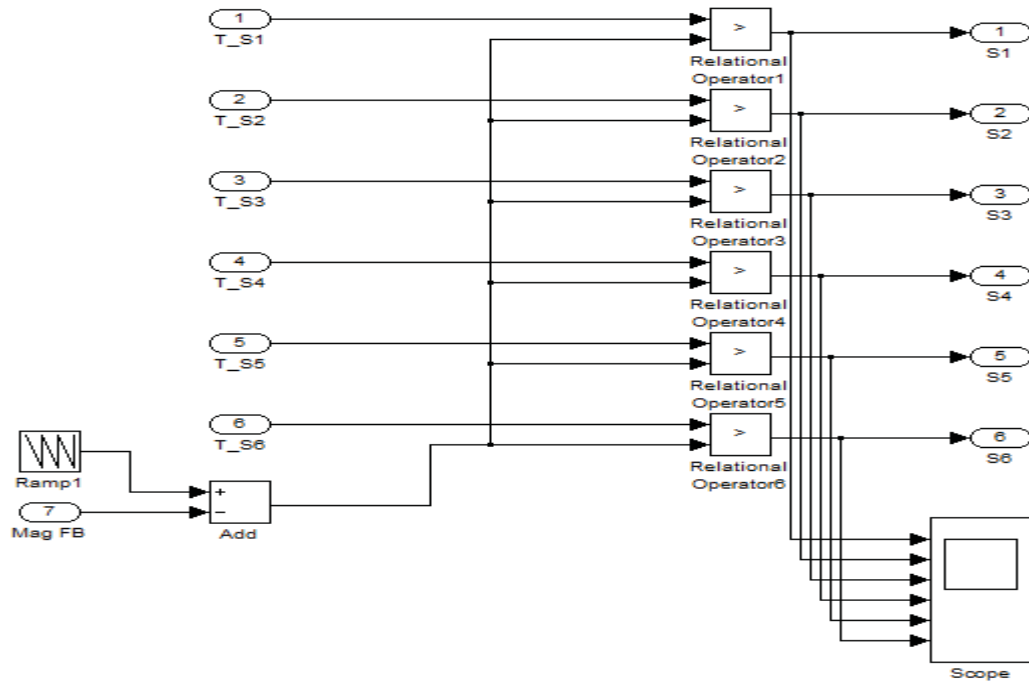 1
T_S1
>
Relational
Operator1
1
S1
2
T_S2
>
Relational
Operator2
2
S2
3
T_S3
>
Relational
Operator3
3
S3
4
T_S4
>
Relational
Operator4
4
S4
5
T_S5
>
Relational
Operator5
5
S5
6
T_S6
>
Relational
Operator6
6
S6
Ramp1
7
Mag FB
+
−
Add
Scope